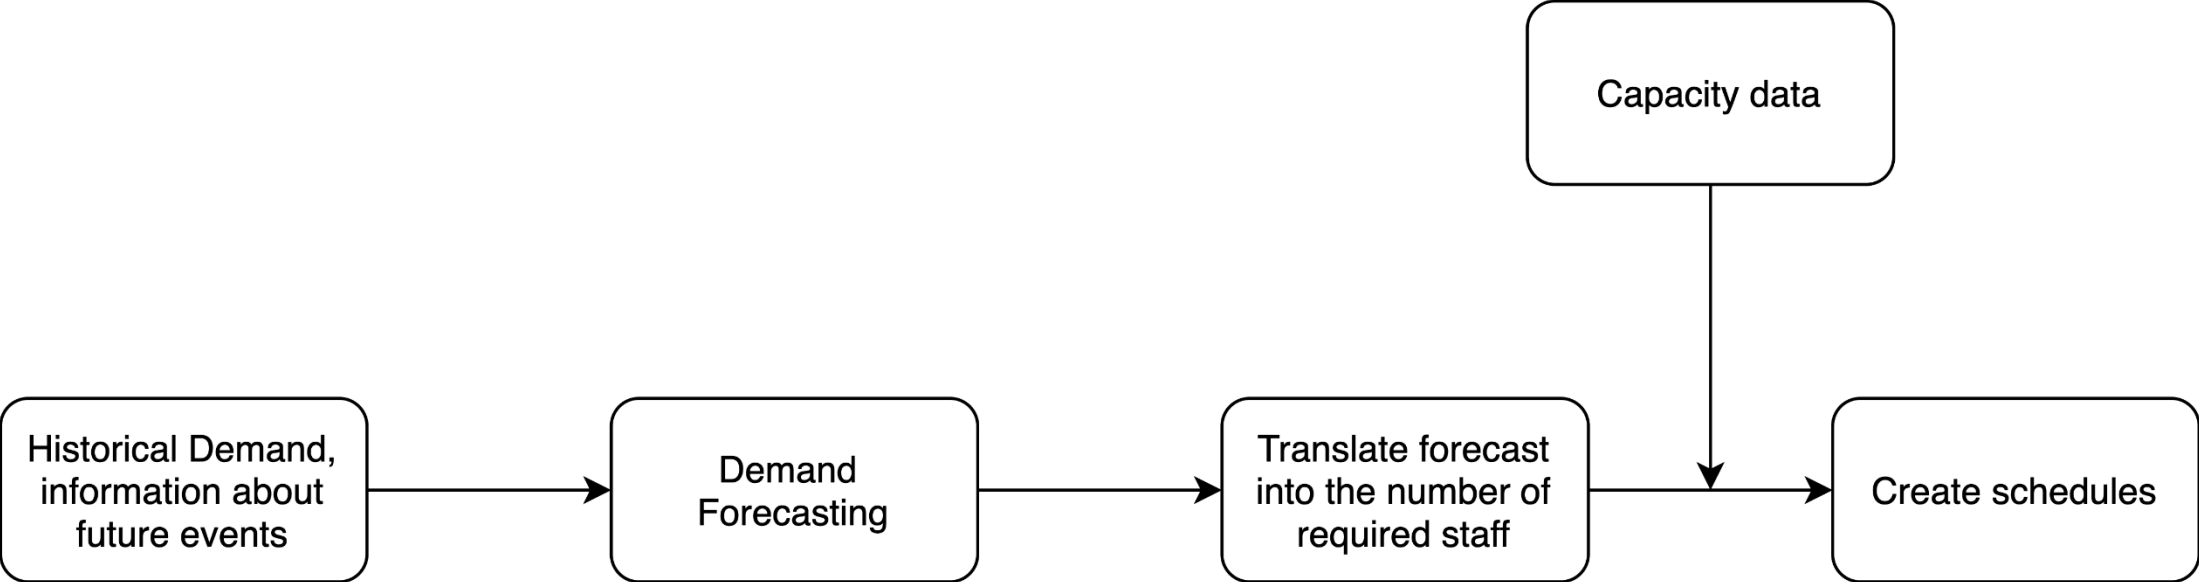 Capacity data
Historical Demand,
information about
future events
Demand
Forecasting
Translate forecast
into the number of
required staff
Create schedules